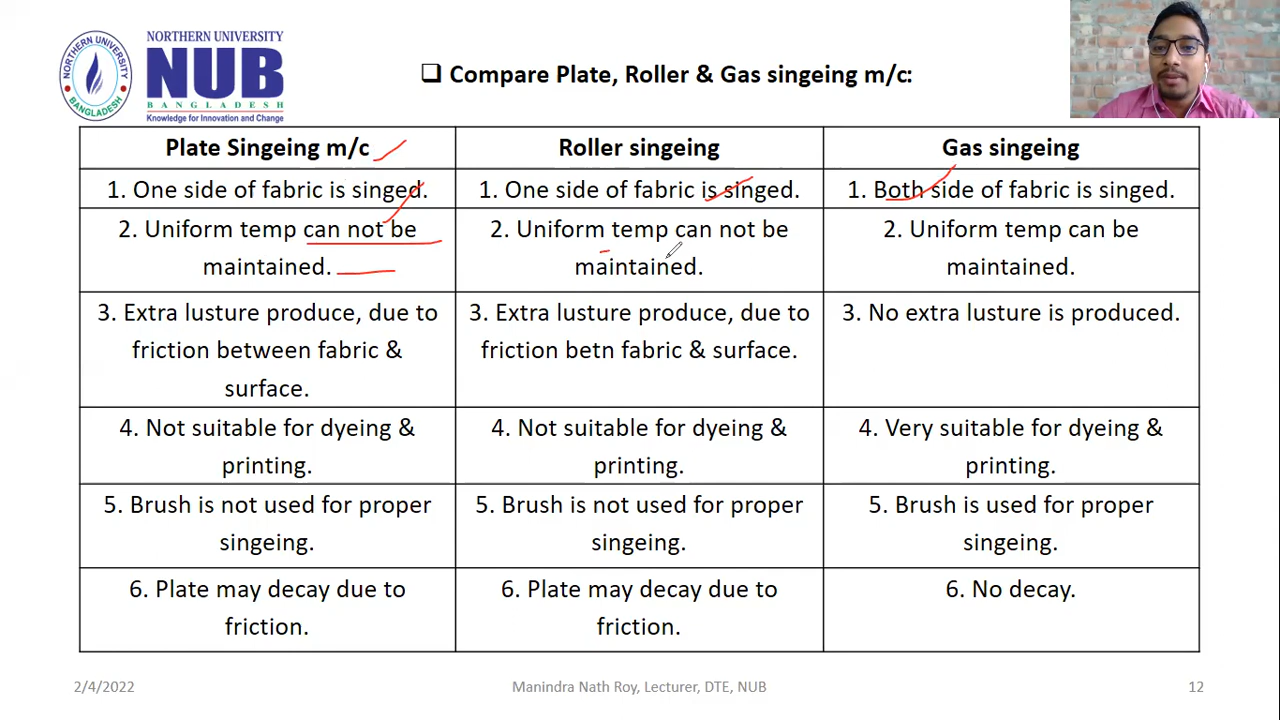 NORTHERN UNIVERSITY
NUB
BANGLADESH
Knowledge for Innovation and Change
NORTHERN UNIVERSITY
BANGLADESH
❑ Compare Plate, Roller & Gas singeing m/c:
Plate Singeing m/c
Roller singeing
Gas singeing
1. One side of fabric is singed.
1. One side of fabric is singed.
1. Both side of fabric is singed.
2. Uniform temp can not be
maintained.
2. Uniform temp can not be
maintained.
2. Uniform temp can be
maintained.
3. Extra lusture produce, due to
friction between fabric &
surface.
3. Extra lusture produce, due to
friction betn fabric & surface.
3. No extra lusture is produced.
4. Not suitable for dyeing &
printing.
4. Not suitable for dyeing &
printing.
4. Very suitable for dyeing &
printing.
5. Brush is not used for proper
singeing.
5. Brush is not used for proper
singeing.
5. Brush is used for proper
singeing.
6. Plate may decay due to
friction.
6. Plate may decay due to
friction.
6. No decay.
2/4/2022
Manindra Nath Roy, Lecturer, DTE, NUB
12